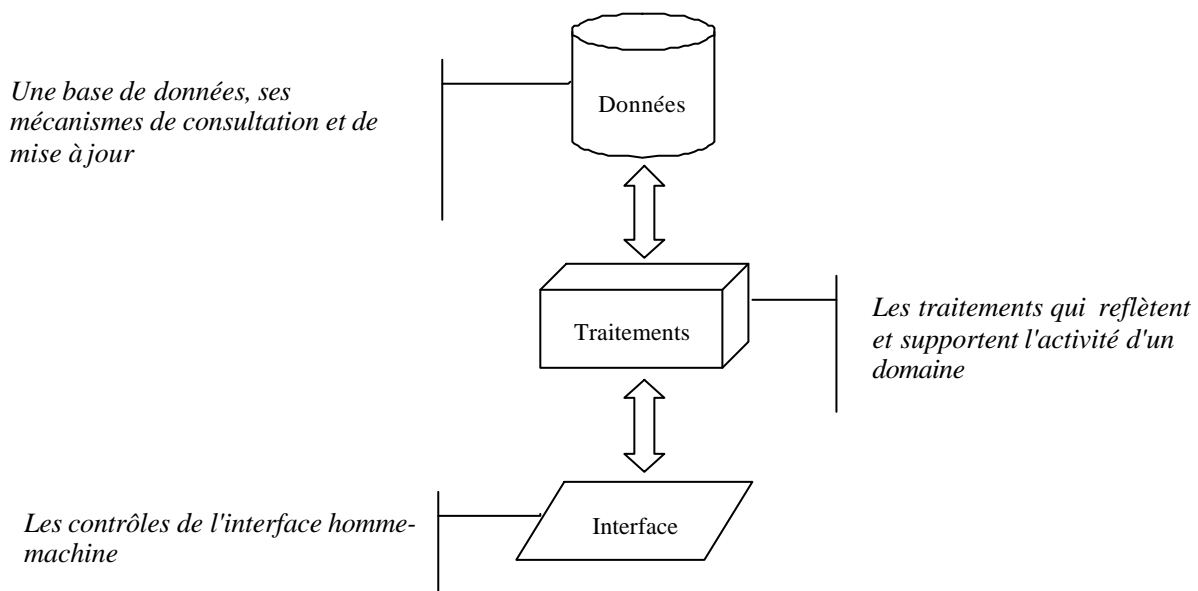 Données
Une base de données, ses
mécanismes de consultation et de
mise à jour
Traitements
Les traitements qui reflètent
et supportent l'activité d'un
domaine
Les contrôles de l'interface homme-
machine
Interface